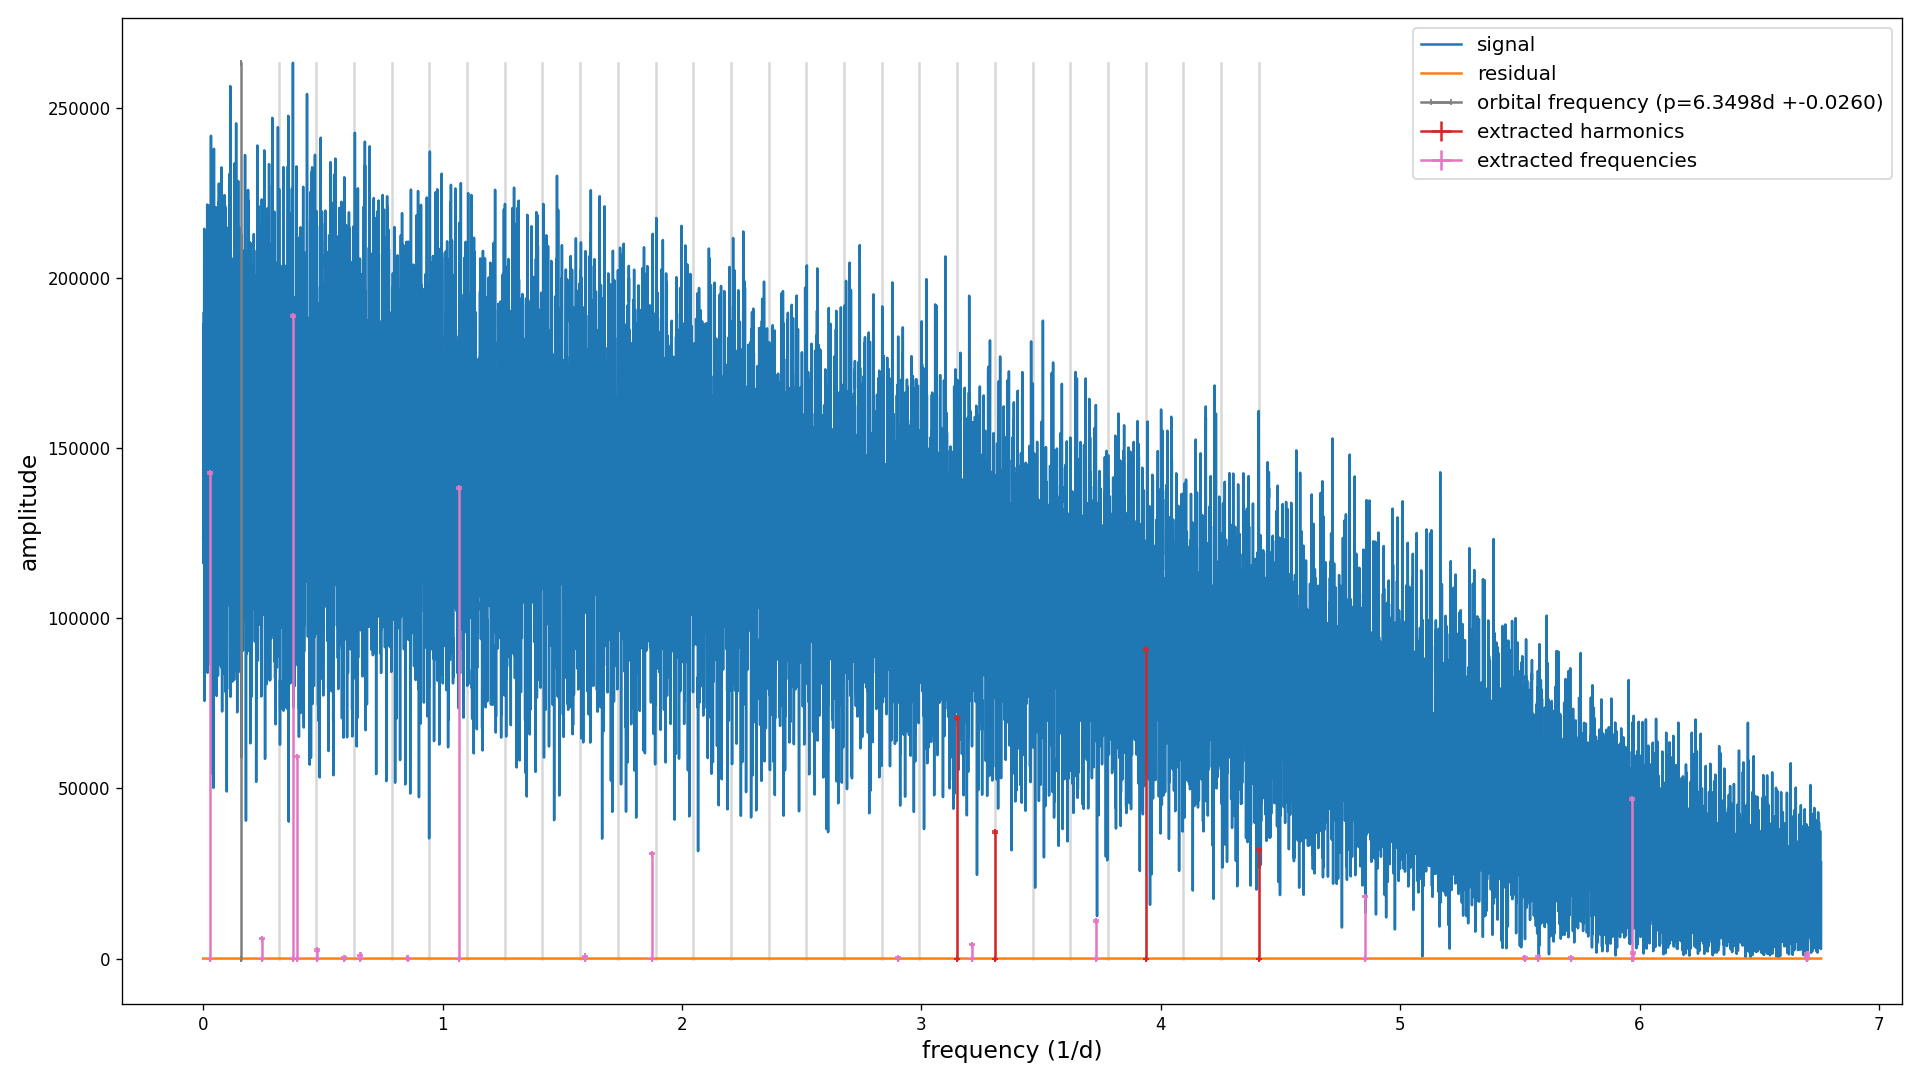 signal
residual
orbital frequency (p=6.3498d +-0.0260)
extracted harmonics
extracted frequencies
amplitude
250000
200000
150000
100000
50000
0
0 1 2 3 4 5 6 7
frequency (1/d)